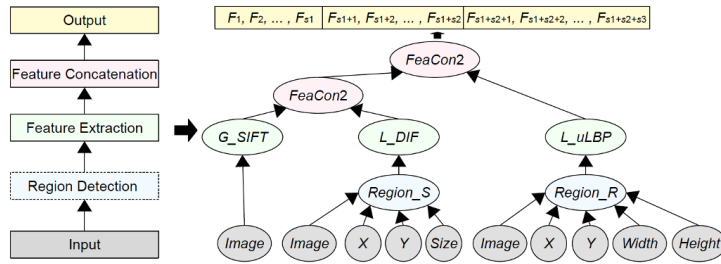 Output
Feature Concatenation
Feature Extraction
Region Detection
Input
F1, F2, ... , Fs1 Fs1+1, Fs1+2, ... , Fs1+s2 Fs1+s2+1, Fs1+s2+2, ... , Fs1+s2+s3
FeaCon2
FeaCon2
G_SIFT L_DIF L_uLBP
Region_S Region_R
Image Image X Y Size Image X Y Width Height